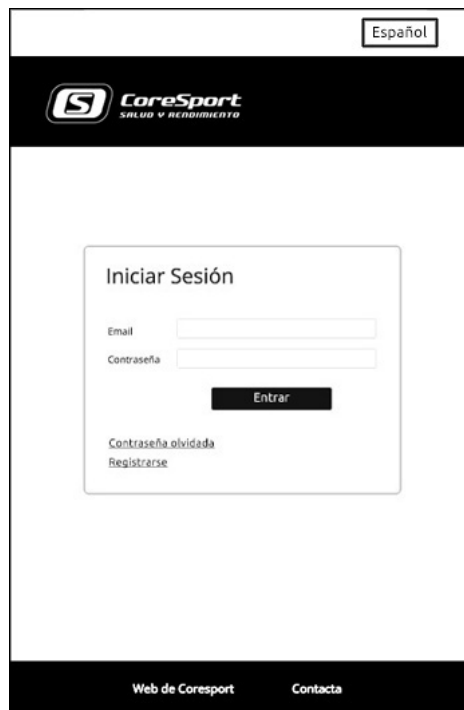 Español
CoreSport
SALUD Y RENDIMIENTO
Iniciar Sesión
Email
Contraseña
Entrar
Contraseña olvidada
Registrarse
Web de Coresport Contacta